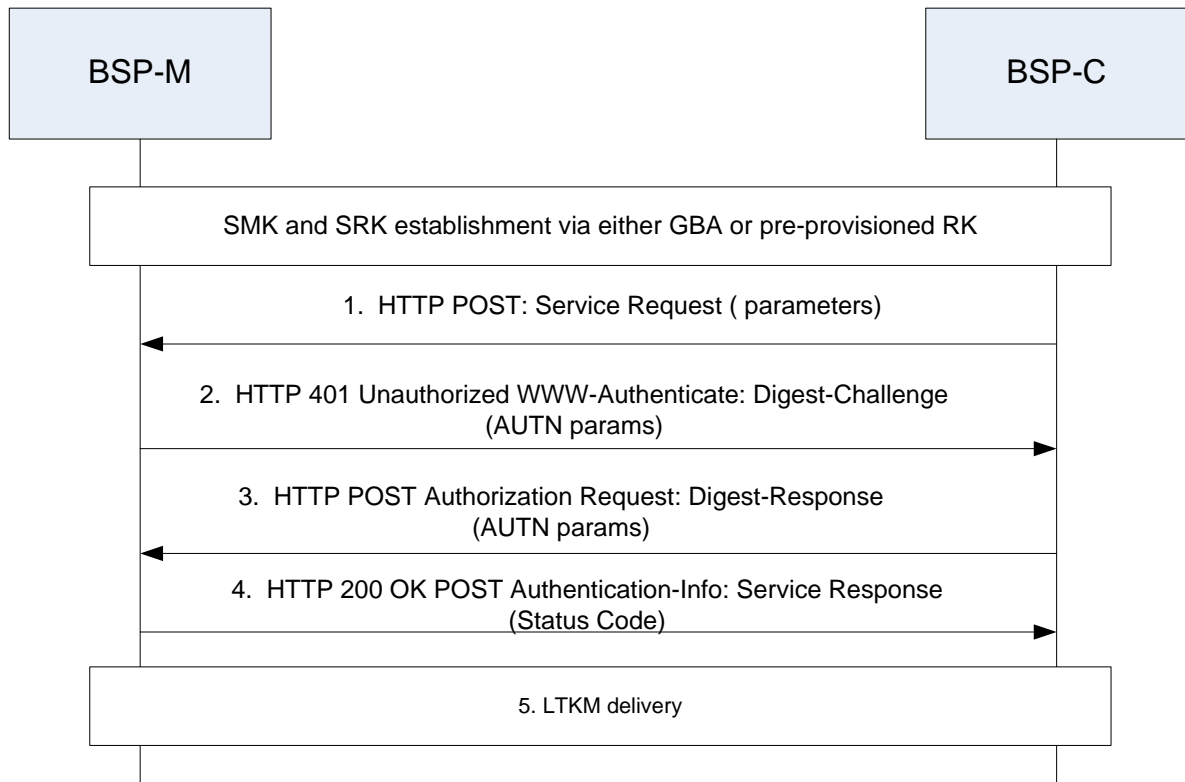 BSP-M
BSP-C
SMK and SRK establishment via either GBA or pre-provisioned RK
1.  HTTP POST: Service Request ( parameters)
2.  HTTP 401 Unauthorized WWW-Authenticate: Digest-Challenge
(AUTN params)
3.  HTTP POST Authorization Request: Digest-Response
(AUTN params)
4.  HTTP 200 OK POST Authentication-Info: Service Response
(Status Code)
5. LTKM delivery